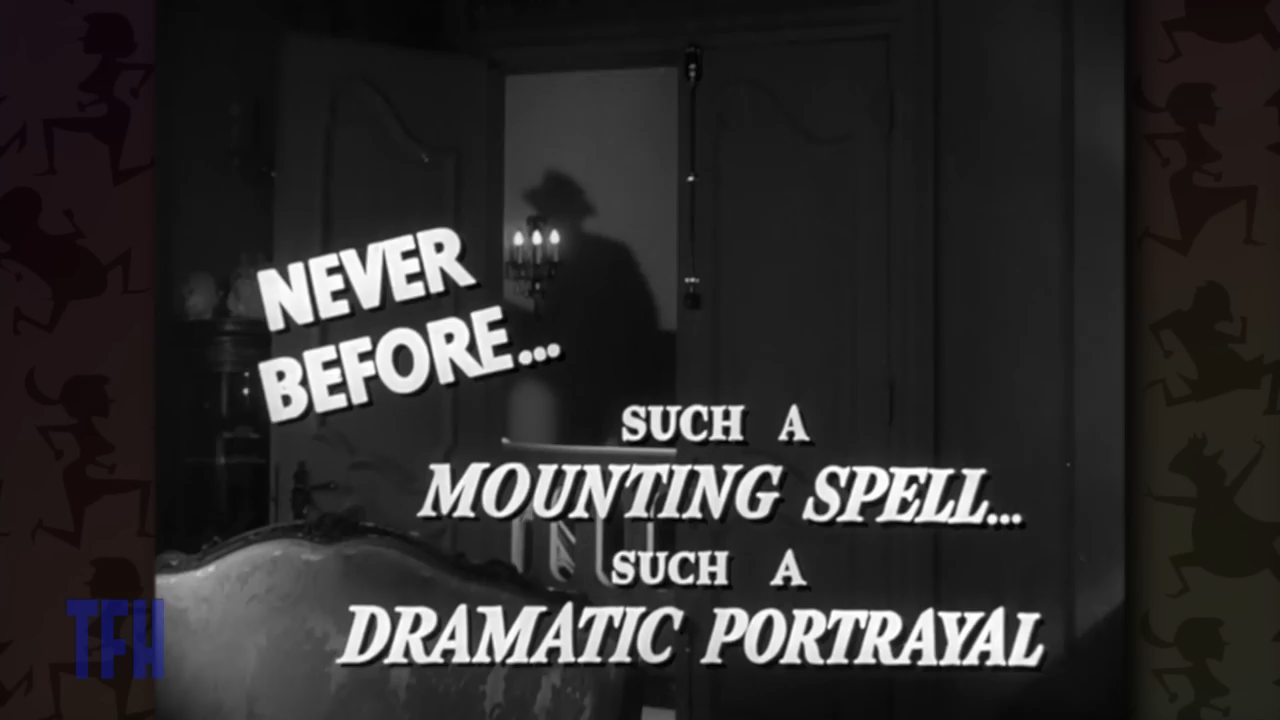 NEVER
BEFORE...
SUCH A
MOUNTING SPELL...
SUCH A
DRAMATIC PORTRAYAL
TFH